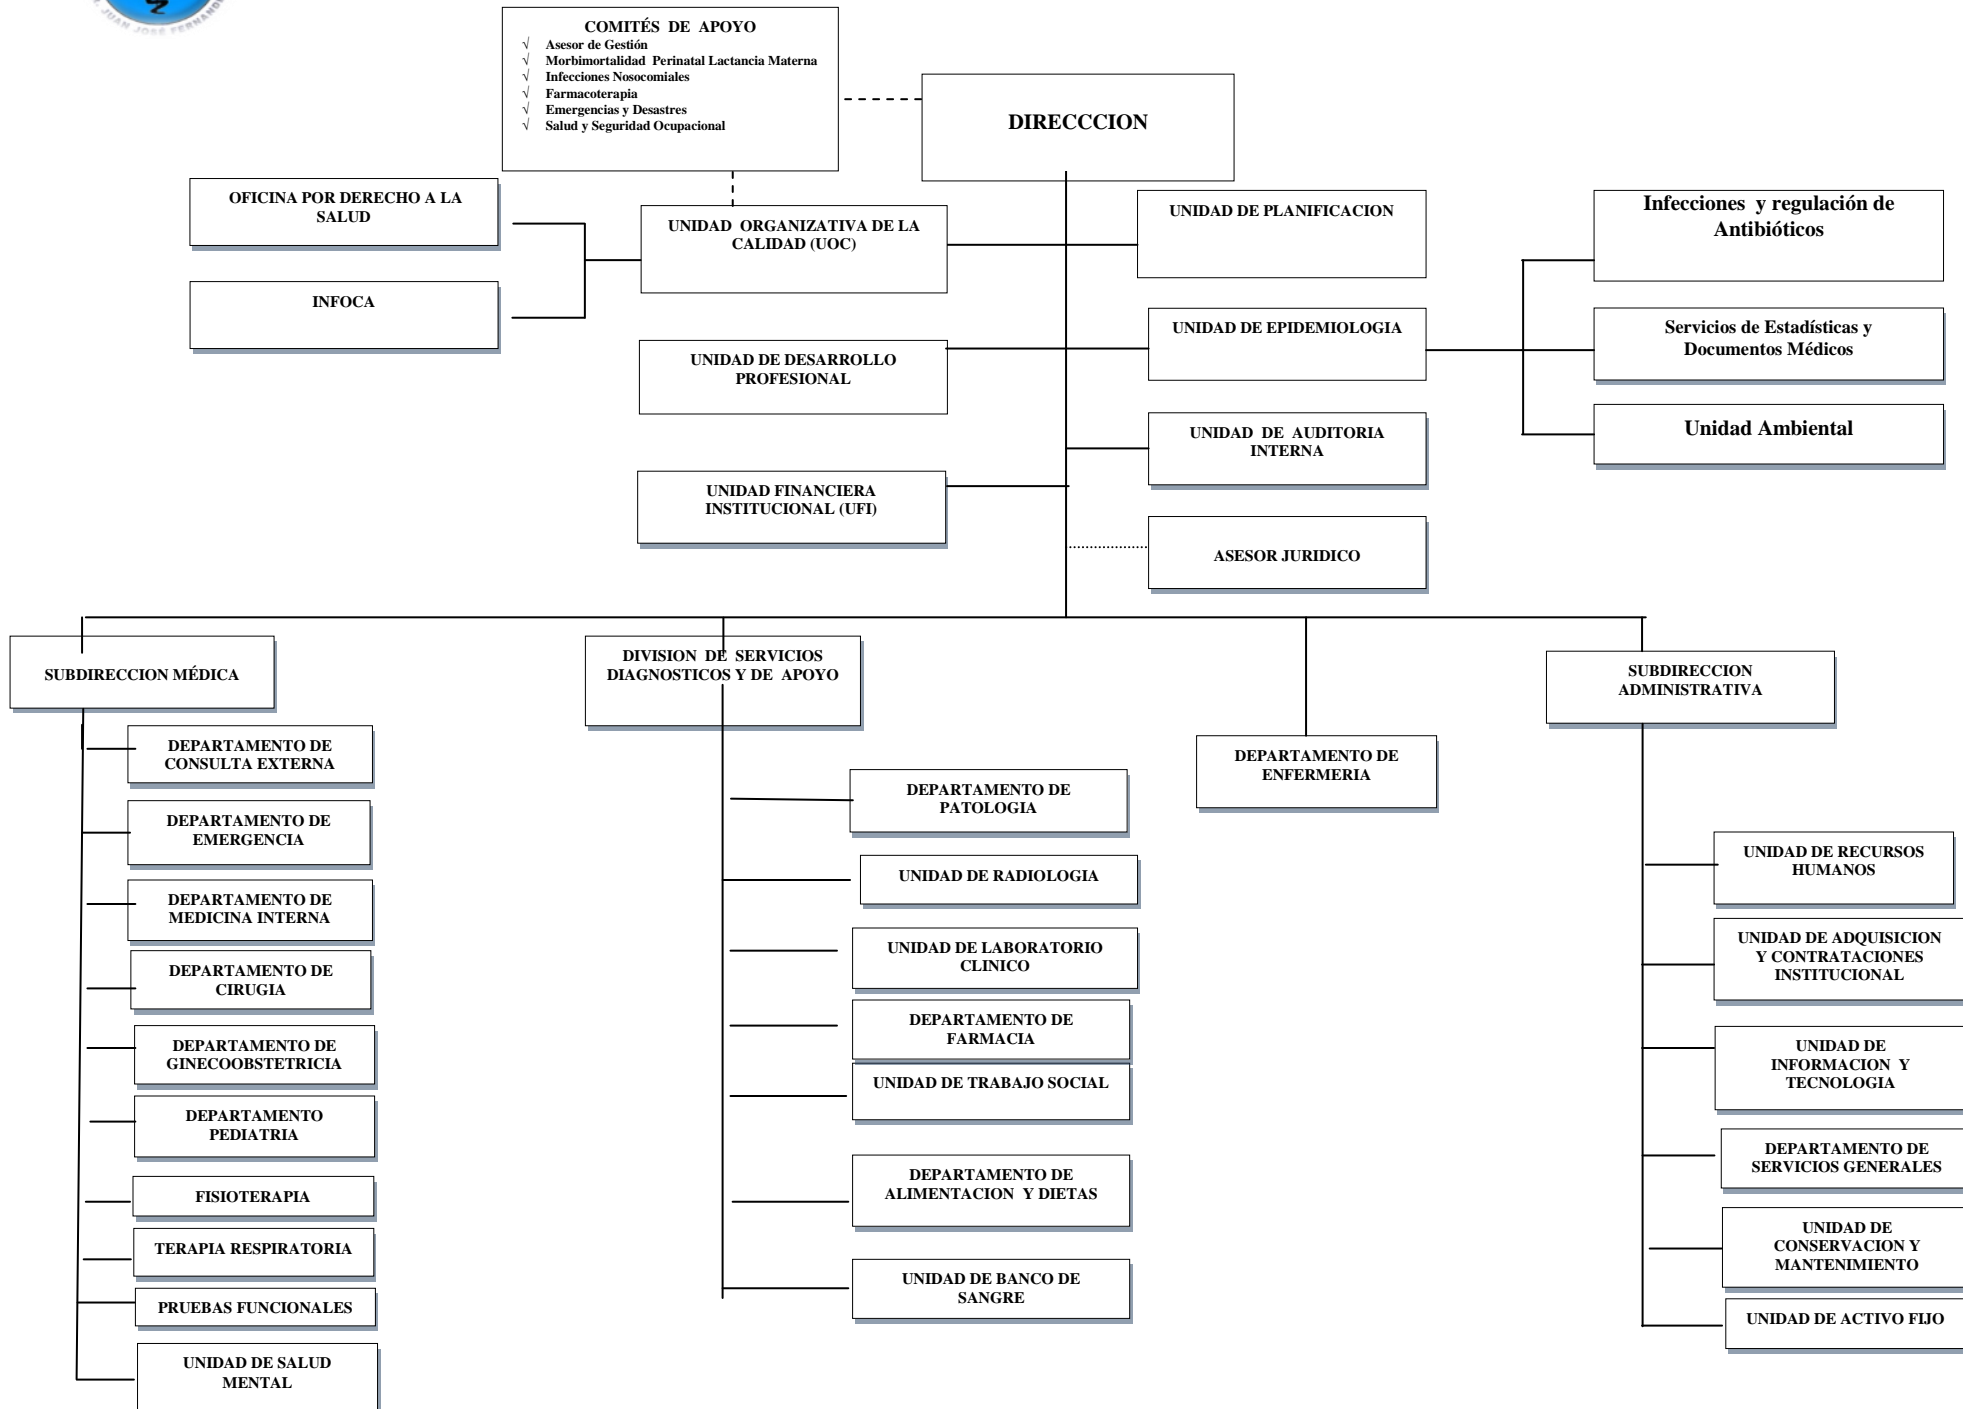 JUAN JOSÉ FERNAND
COMITÉS DE APOYO
√ Asesor de Gestión
√ Morbimortalidad Perinatal Lactancia Materna
√ Infecciones Nosocomiales
√ Farmacoterapia
√ Emergencias y Desastres
√ Salud y Seguridad Ocupacional
DIRECCCION
OFICINA POR DERECHO A LA
SALUD
INFOCA
UNIDAD ORGANIZATIVA DE LA
CALIDAD (UOC)
UNIDAD DE PLANIFICACION
Infecciones y regulación de
Antibióticos
UNIDAD DE DESARROLLO
PROFESIONAL
UNIDAD DE EPIDEMIOLOGIA
Servicios de Estadísticas y
Documentos Médicos
Unidad Ambiental
UNIDAD DE AUDITORIA
INTERNA
UNIDAD FINANCIERA
INSTITUCIONAL (UFI)
ASESOR JURIDICO
SUBDIRECCION MÉDICA
DIVISION DE SERVICIOS
DIAGNOSTICOS Y DE APOYO
SUBDIRECCION
ADMINISTRATIVA
DEPARTAMENTO DE
CONSULTA EXTERNA
DEPARTAMENTO DE
EMERGENCIA
DEPARTAMENTO DE
MEDICINA INTERNA
DEPARTAMENTO DE
CIRUGIA
DEPARTAMENTO DE
GINECOOBSTETRICIA
DEPARTAMENTO
PEDIATRIA
FISIOTERAPIA
TERAPIA RESPIRATORIA
PRUEBAS FUNCIONALES
UNIDAD DE SALUD
MENTAL
DEPARTAMENTO DE
PATOLOGIA
UNIDAD DE RADIOLOGIA
UNIDAD DE LABORATORIO
CLINICO
DEPARTAMENTO DE
FARMACIA
UNIDAD DE TRABAJO SOCIAL
DEPARTAMENTO DE
ALIMENTACION Y DIETAS
UNIDAD DE BANCO DE
SANGRE
DEPARTAMENTO DE
ENFERMERIA
UNIDAD DE RECURSOS
HUMANOS
UNIDAD DE ADQUISICION
Y CONTRATACIONES
INSTITUCIONAL
UNIDAD DE
INFORMACION Y
TECNOLOGIA
DEPARTAMENTO DE
SERVICIOS GENERALES
UNIDAD DE
CONSERVACION Y
MANTENIMIENTO
UNIDAD DE ACTIVO FIJO